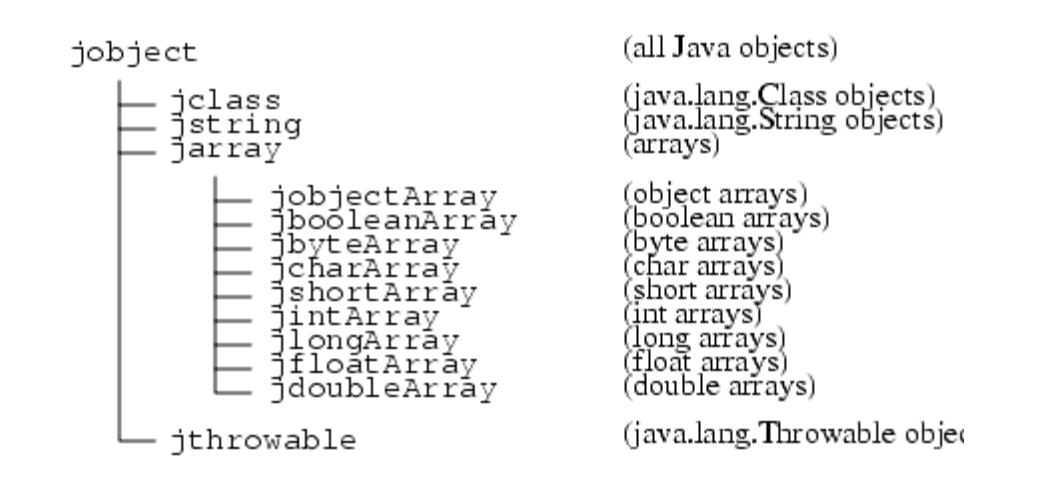 jobject (all Java objects)
jclass (java.lang.Class objects)
jstring (java.lang.String objects)
jarray (arrays)
jobjectArray (object arrays)
jbooleanArray (boolean arrays)
jbyteArray (byte arrays)
jcharArray (char arrays)
jshortArray (short arrays)
jintArray (int arrays)
jlongArray (long arrays)
jfloatArray (float arrays)
jdoubleArray (double arrays)
jthrowable (java.lang.Throwable